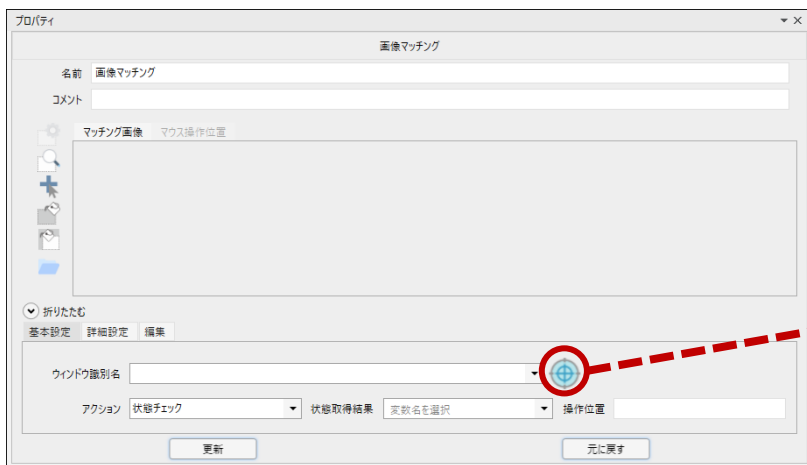 プロパティ
画像マッチング
名前 画像マッチング
コメント
マッチング画像 マウス操作位置
折りたたむ
基本設定 詳細設定 編集
ウィンドウ識別名
アクション 状態チェック 状態取得結果 変数名を選択 操作位置
更新 元に戻す